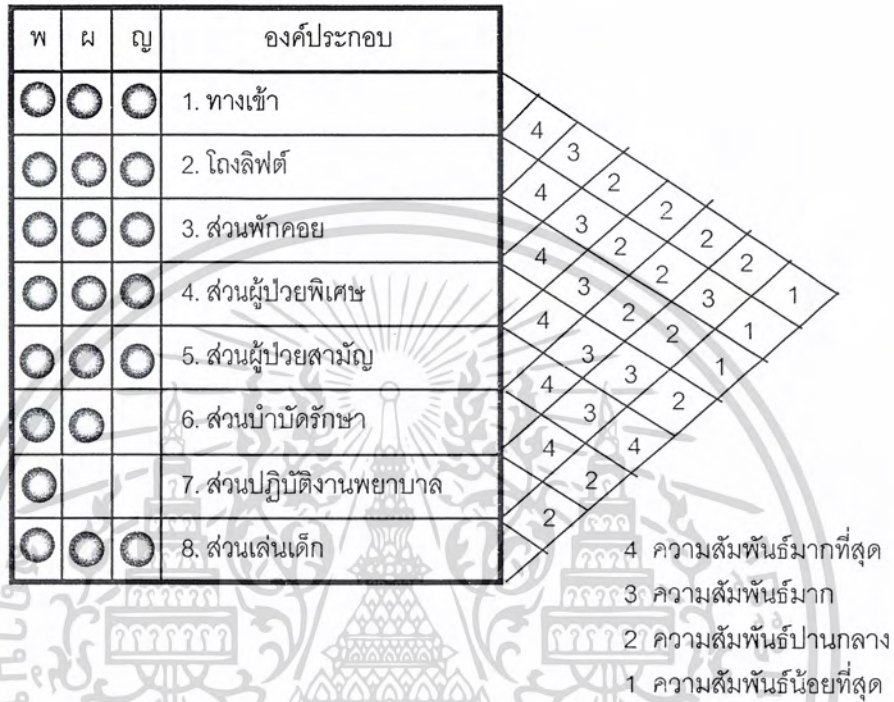 พ ผ ญ องค์ประกอบ
1. ทางเข้า
4
3
2. โถงลิฟต์
2
4
2
3. ส่วนพักคอย
3
2
2
4
2
2
4. ส่วนผู้ป่วยพิเศษ
3
1
3
2
4
1
2
5. ส่วนผู้ป่วยสามัญ
3
1
3
4
2
6. ส่วนบำบัดรักษา
3
4
4
7. ส่วนปฏิบัติงานพยาบาล
2
2
8. ส่วนเล่นเด็ก
4 ความสัมพันธ์มากที่สุด
3 ความสัมพันธ์มาก
2 ความสัมพันธ์ปานกลาง
1 ความสัมพันธ์น้อยที่สุด